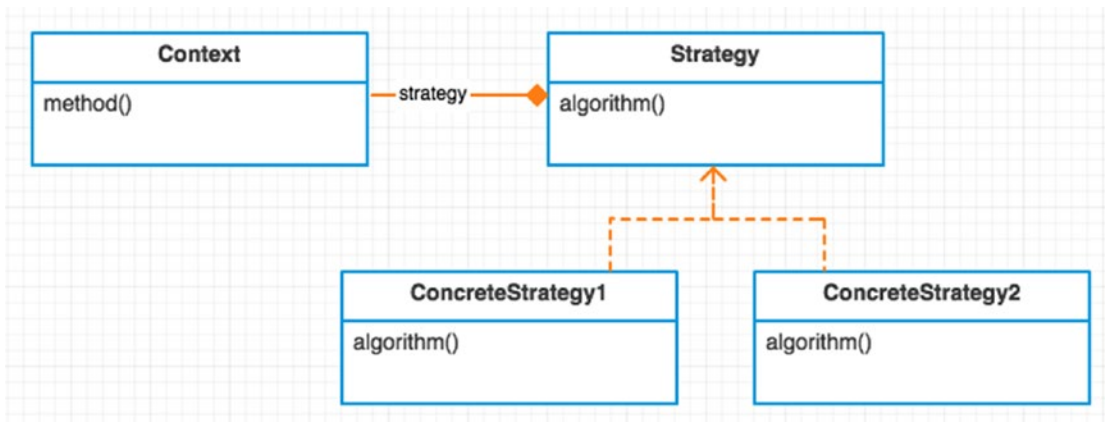 Context
method()
strategy
Strategy
algorithm()
ConcreteStrategy1
algorithm()
ConcreteStrategy2
algorithm()